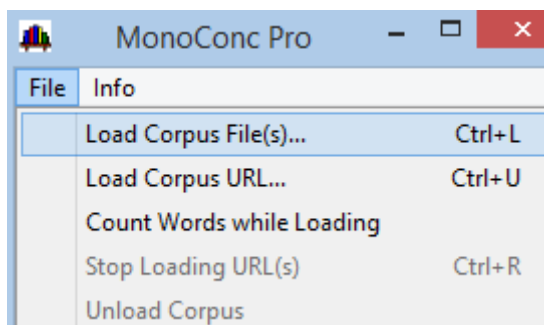 MonoConc Pro
File Info
Load Corpus File(s)... Ctrl+L
Load Corpus URL... Ctrl+U
Count Words while Loading
Stop Loading URL(s) Ctrl+R
Unload Corpus